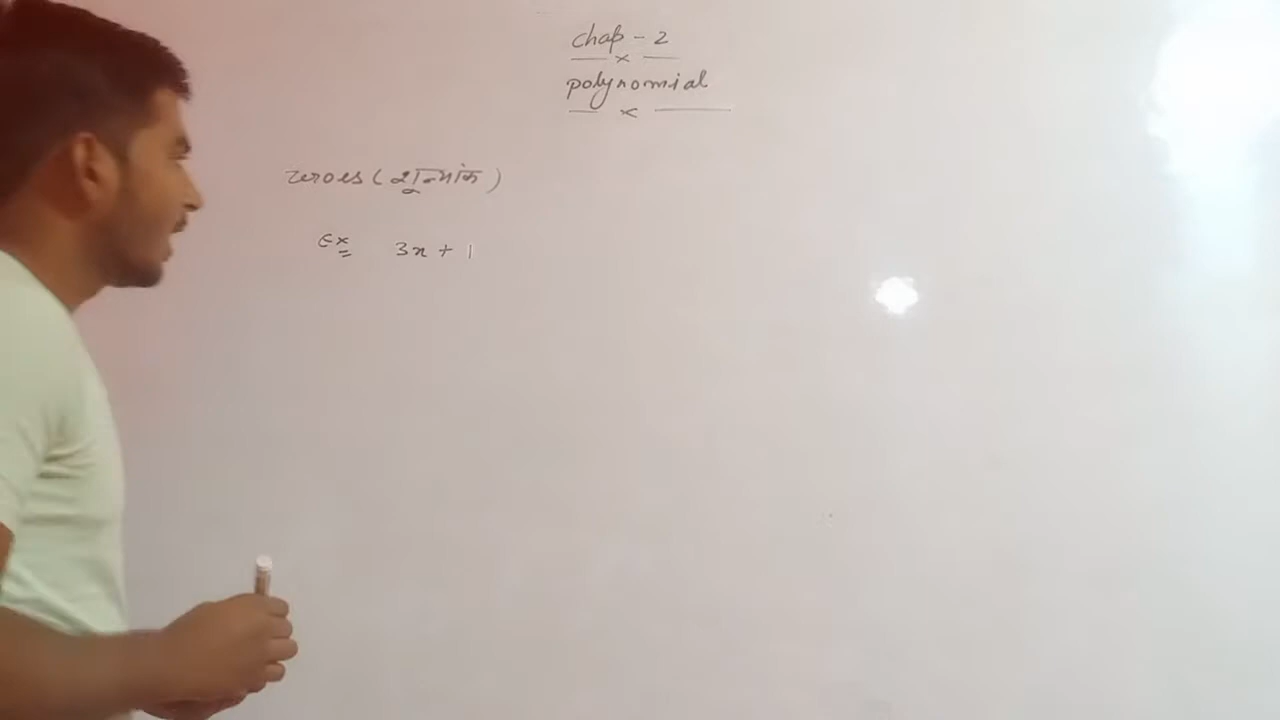 Chap - 2
polynomial
zeroes (शून्यांक)
Ex 3x + 1